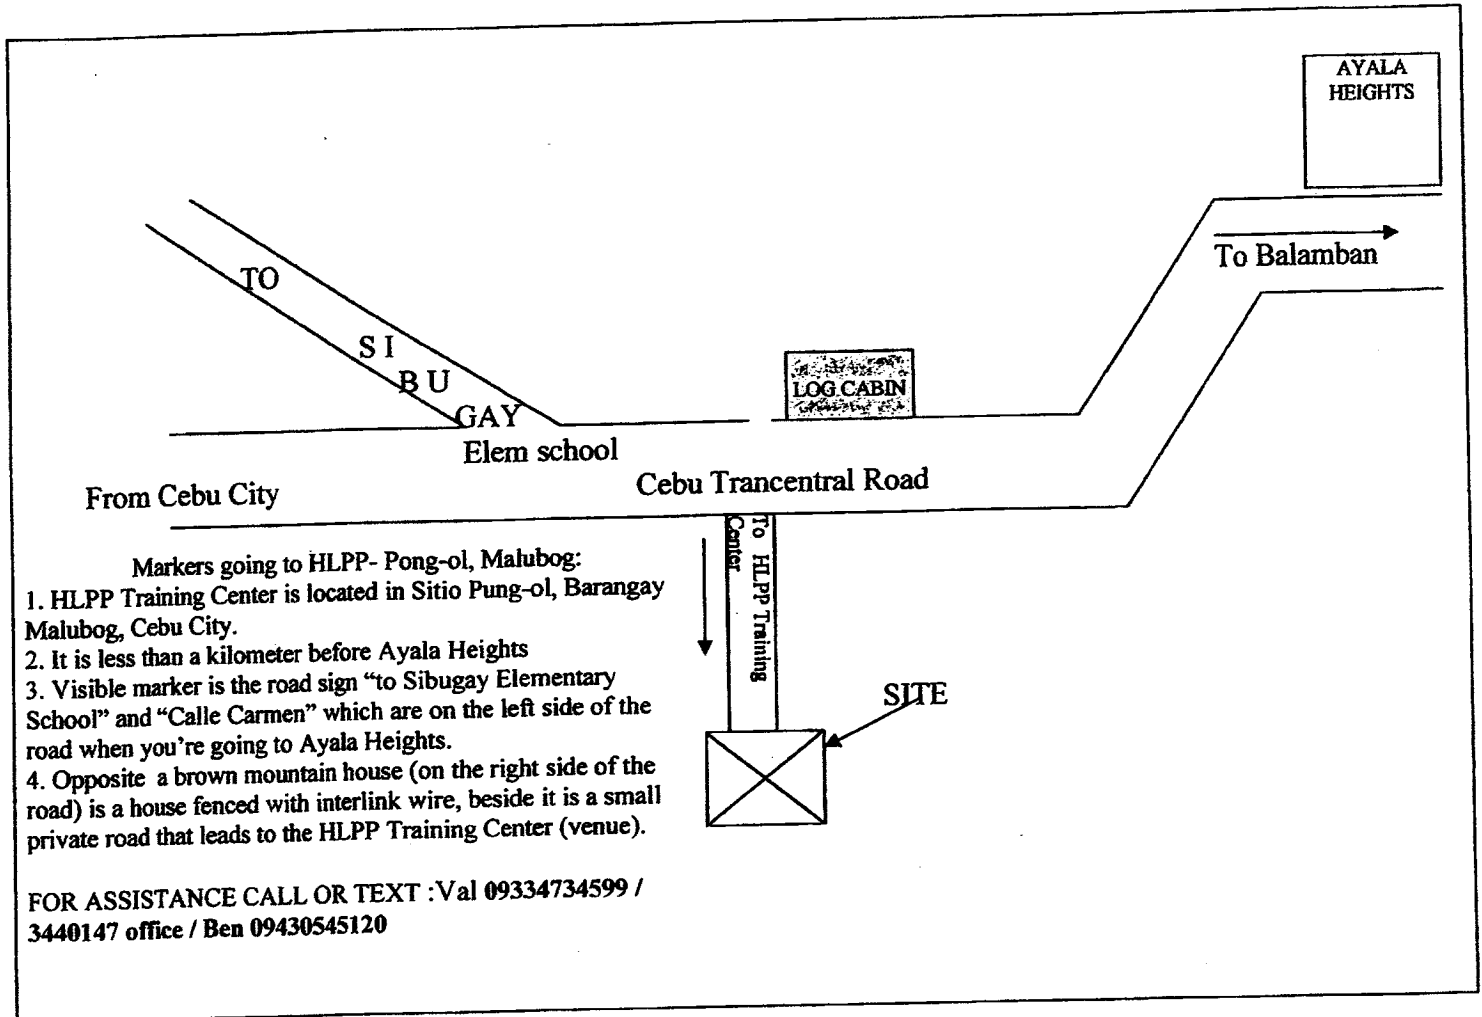 AYALA
HEIGHTS
To Balamban
TO
S I
B U
GAY
Elem school
LOG CABIN
From Cebu City
Cebu Trancentral Road
To HLPP Training
Center
SITE
Markers going to HLPP- Pong-ol, Malubog:
1. HLPP Training Center is located in Sitio Pung-ol, Barangay
Malubog, Cebu City.
2. It is less than a kilometer before Ayala Heights
3. Visible marker is the road sign “to Sibugay Elementary
School” and “Calle Carmen” which are on the left side of the
road when you’re going to Ayala Heights.
4. Opposite a brown mountain house (on the right side of the
road) is a house fenced with interlink wire, beside it is a small
private road that leads to the HLPP Training Center (venue).
FOR ASSISTANCE CALL OR TEXT :Val 09334734599 /
3440147 office / Ben 09430545120